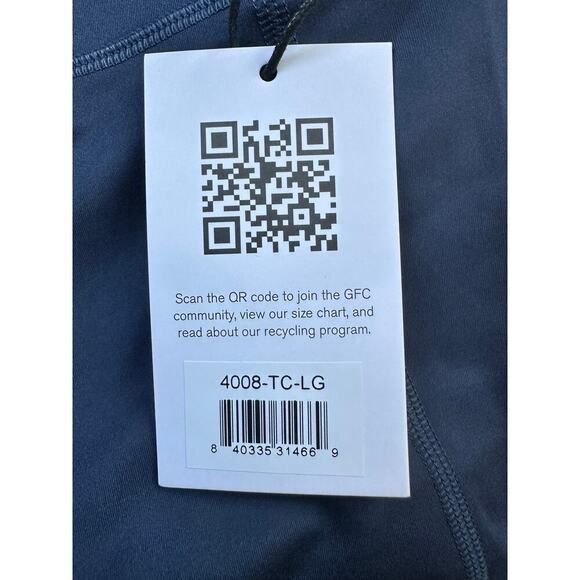 Scan the QR code to join the GFC
community, view our size chart, and
read about our recycling program.
4008-TC-LG
8 40335 31466 9